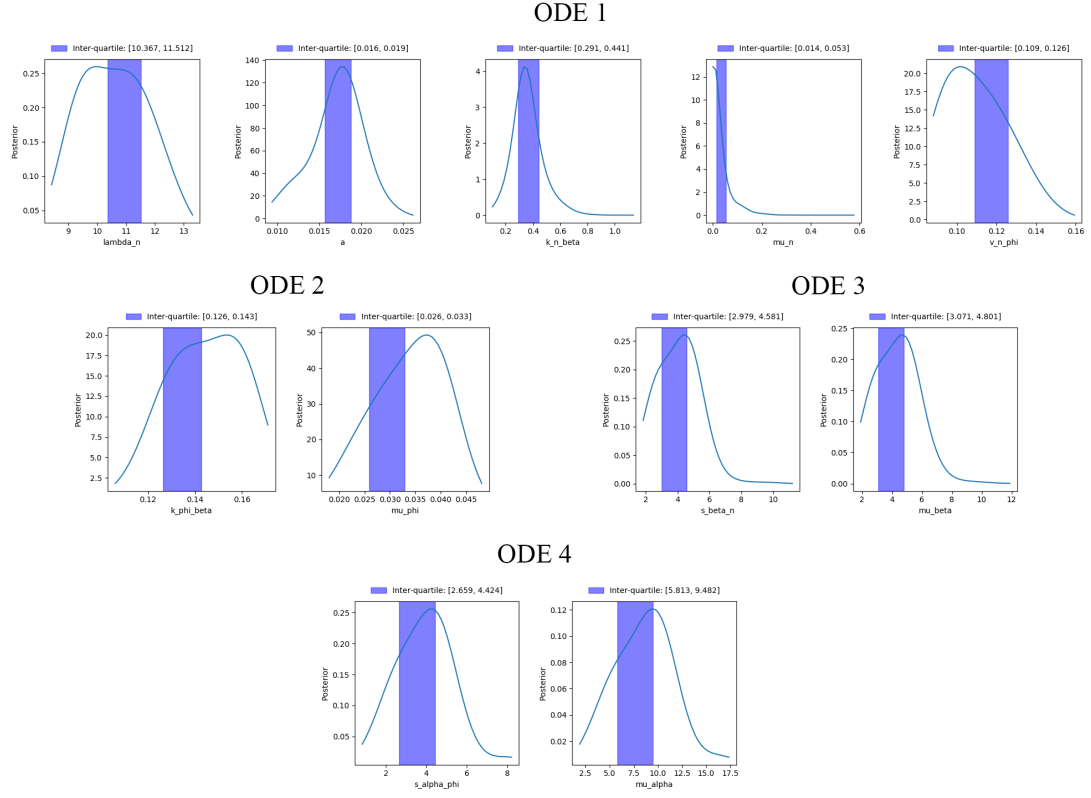 ODE 1
Inter-quartile: [10.367, 11.512]
Posterior
0.25
0.20
0.15
0.10
0.05
9 10 11 12 13
lambda_n
Inter-quartile: [0.016, 0.019]
Posterior
140
120
100
80
60
40
20
0
0.010 0.015 0.020 0.025
a
Inter-quartile: [0.291, 0.441]
Posterior
4
3
2
1
0
0.2 0.4 0.6 0.8 1.0
k_n_beta
Inter-quartile: [0.014, 0.053]
Posterior
12
10
8
6
4
2
0
0.0 0.2 0.4 0.6
mu_n
Inter-quartile: [0.109, 0.126]
Posterior
20.0
17.5
15.0
12.5
10.0
7.5
5.0
2.5
0.0
0.10 0.12 0.14 0.16
v_n_phi
ODE 2
Inter-quartile: [0.126, 0.143]
Posterior
20.0
17.5
15.0
12.5
10.0
7.5
5.0
2.5
0.12 0.14 0.16
k_phi_beta
Inter-quartile: [0.026, 0.033]
Posterior
50
40
30
20
10
0.020 0.025 0.030 0.035 0.040 0.045
mu_phi
ODE 3
Inter-quartile: [2.979, 4.581]
Posterior
0.25
0.20
0.15
0.10
0.05
0.00
2 4 6 8 10
s_beta_n
Inter-quartile: [3.071, 4.801]
Posterior
0.25
0.20
0.15
0.10
0.05
0.00
2 4 6 8 10 12
mu_beta
ODE 4
Inter-quartile: [2.659, 4.424]
Posterior
0.25
0.20
0.15
0.10
0.05
2 4 6 8
s_alpha_phi
Inter-quartile: [5.813, 9.482]
Posterior
0.12
0.10
0.08
0.06
0.04
0.02
2.5 5.0 7.5 10.0 12.5 15.0 17.5
mu_alpha